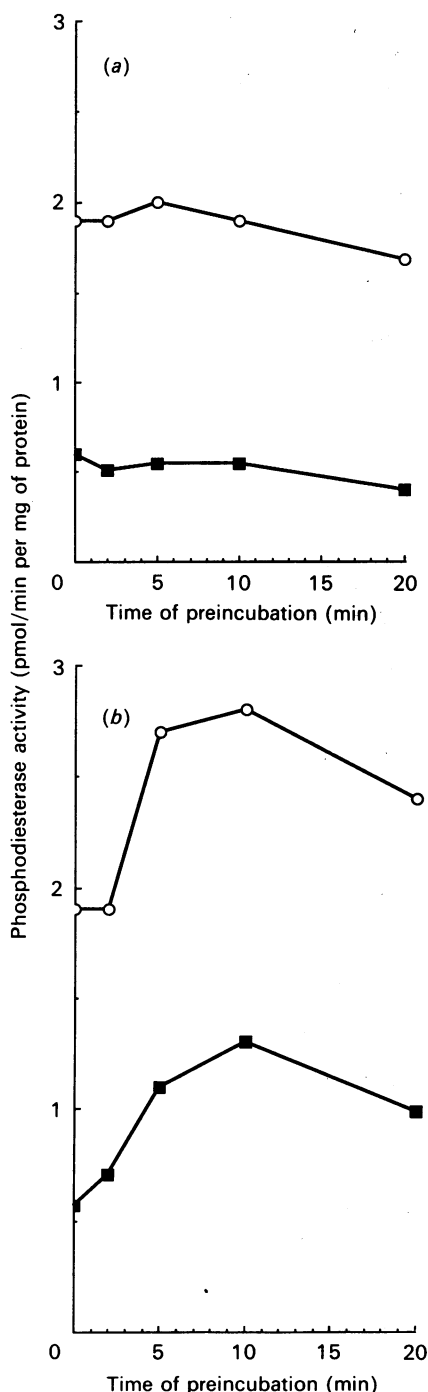 Phosphodiesterase activity (pmol/min per mg of protein)
3
(a)
2
1
0 5 10 15 20
Time of preincubation (min)
3
(b)
2
1
0 5 10 15 20
Time of preincubation (min)